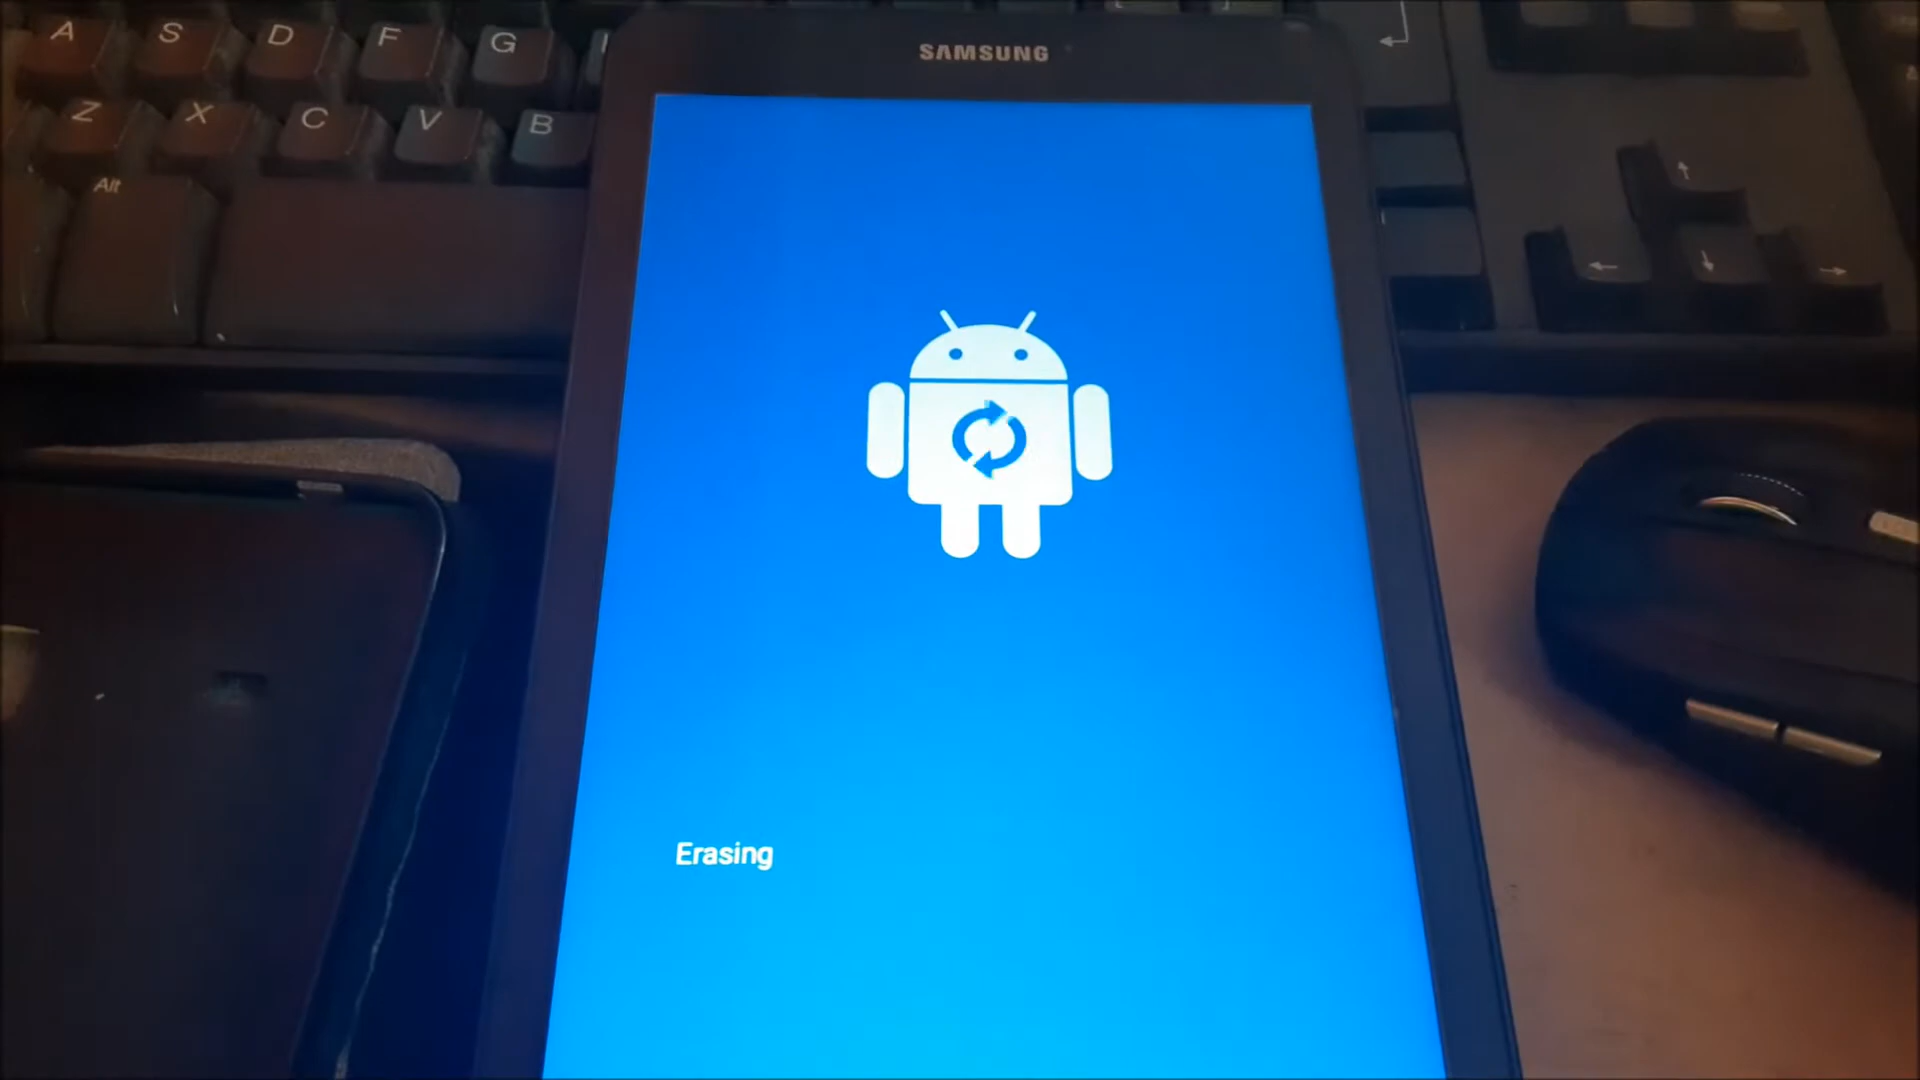 A S D F G
SAMSUNG
Z X C V B
Alt
Erasing